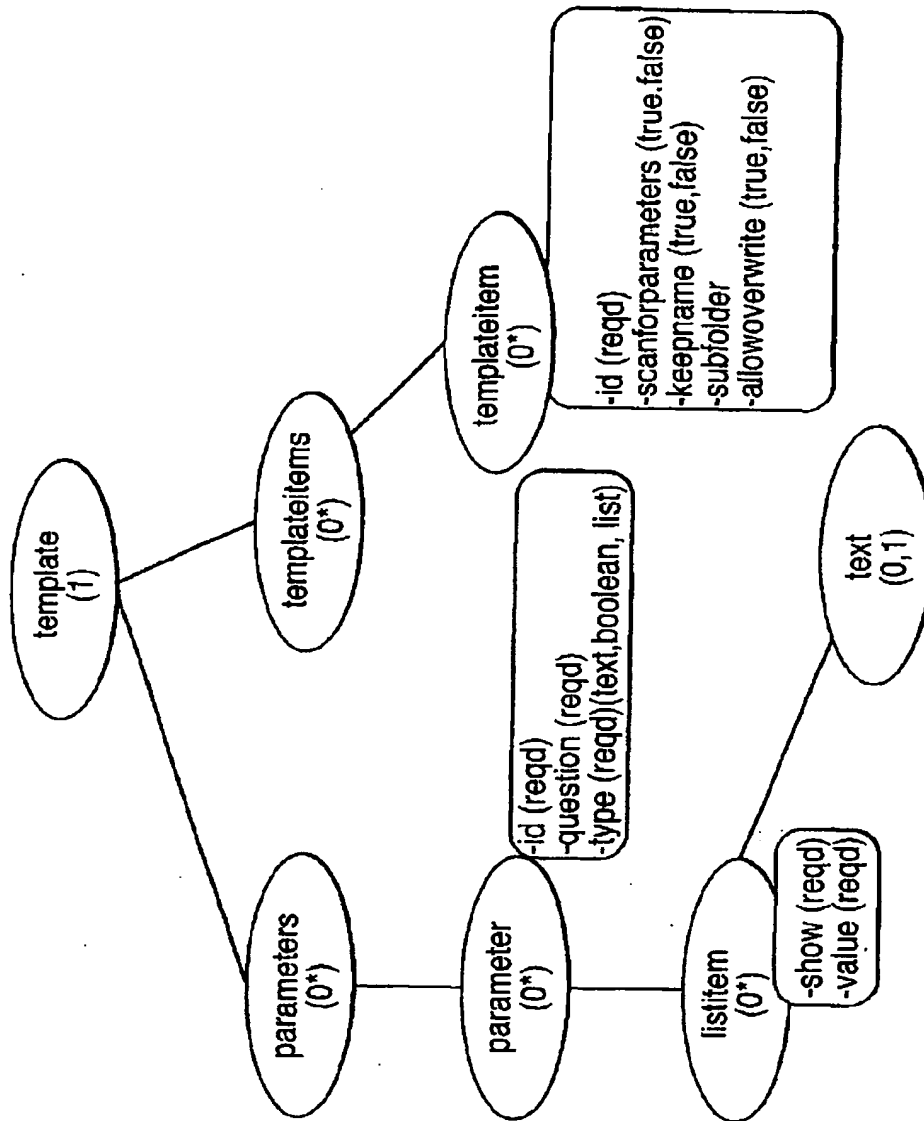 template
(1)
parameters
(0*)
templateitems
(0*)
parameter
(0*)
-id (reqd)
-question (reqd)
-type (reqd)(text,boolean, list)
templateitem
(0*)
-id (reqd)
-scanforparameters (true.false)
-keepname (true,false)
-subfolder
-allowoverwrite (true,false)
listitem
(0*)
-show (reqd)
-value (reqd)
text
(0,1)